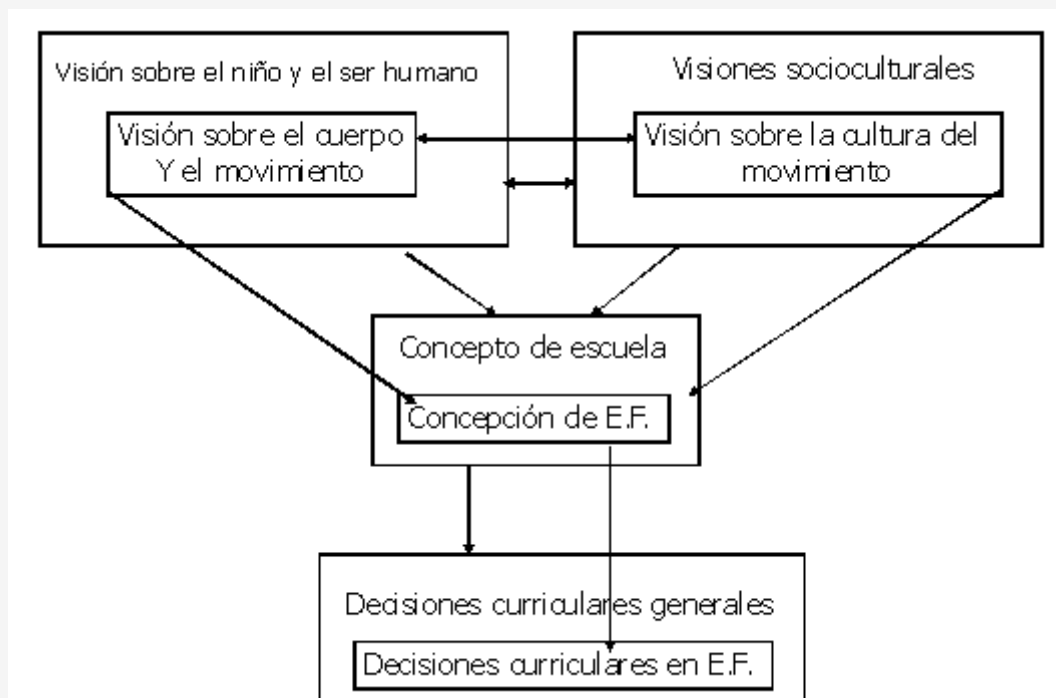 Visión sobre el niño y el ser humano
Visión sobre el cuerpo
Y el movimiento
Visiones socioculturales
Visión sobre la cultura del
movimiento
Concepto de escuela
Concepción de E.F.
Decisiones curriculares generales
Decisiones curriculares en E.F.